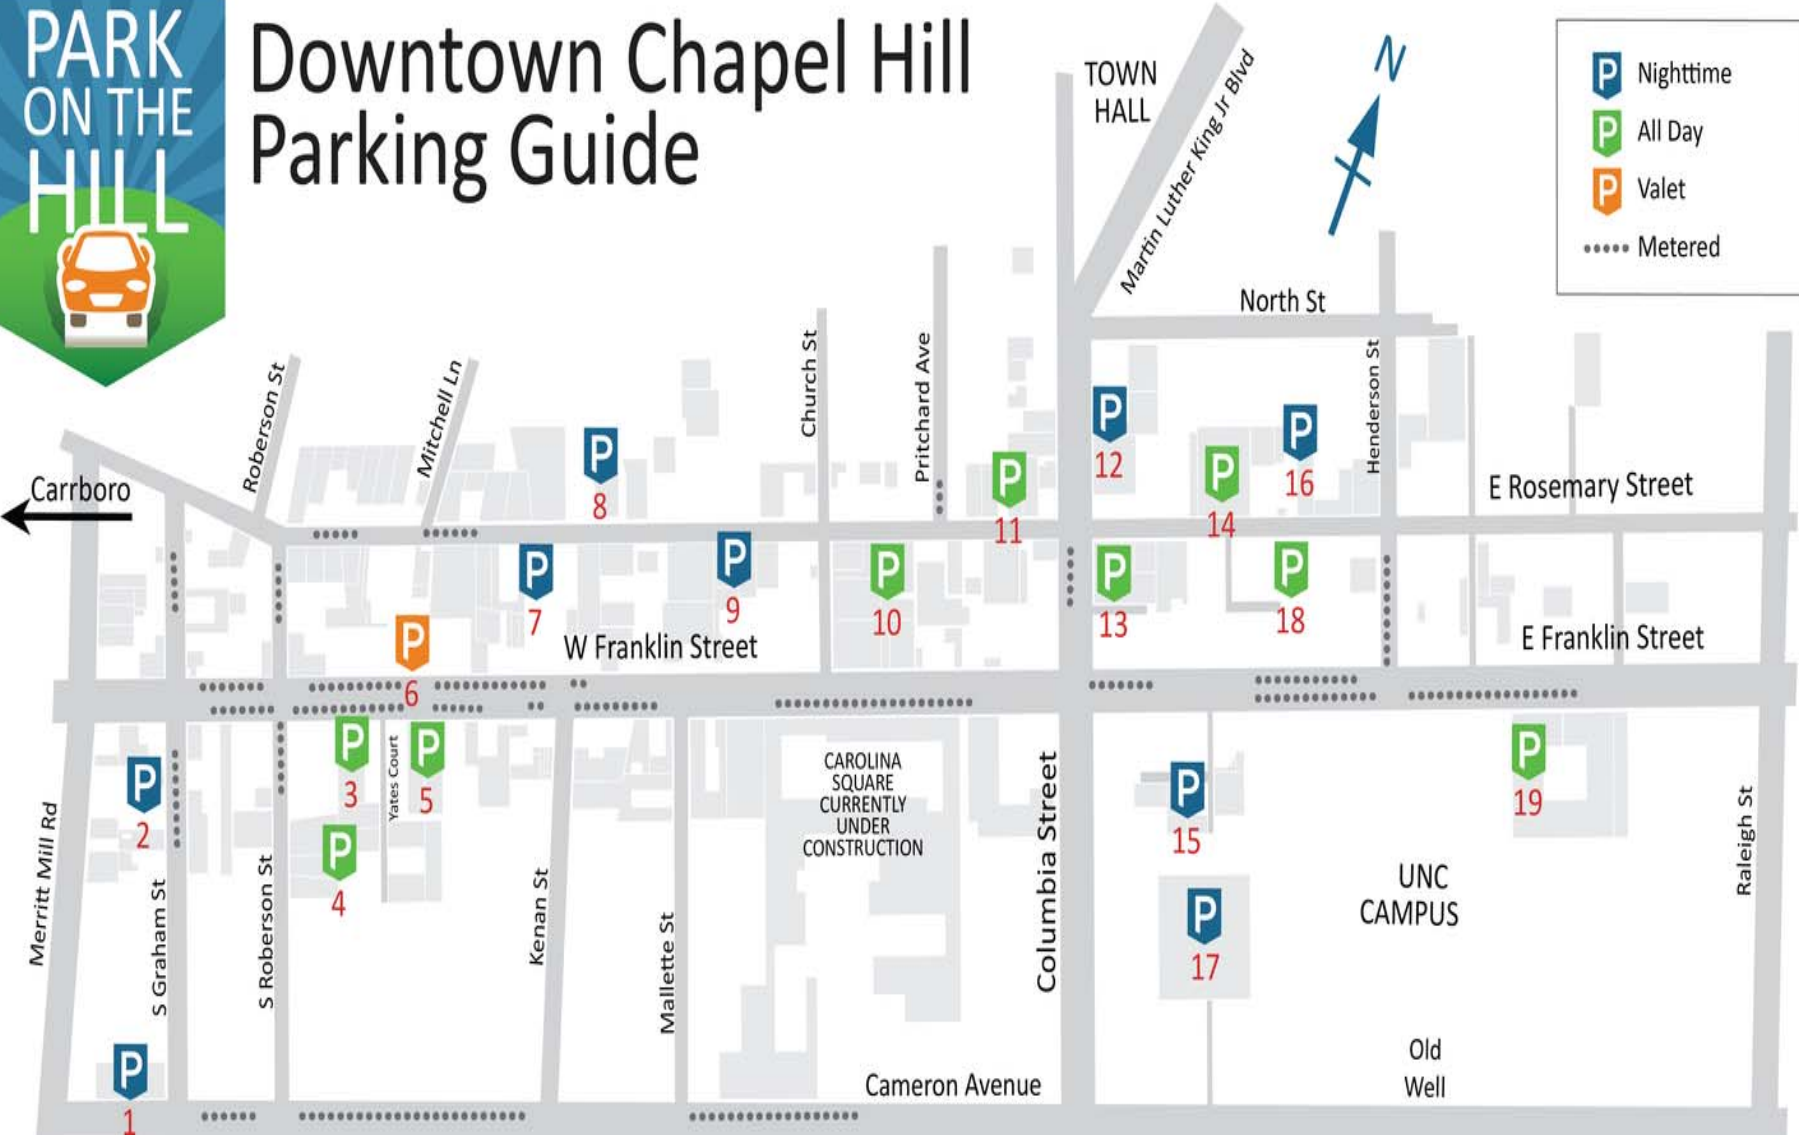 PARK
ON THE
HILL
Downtown Chapel Hill
Parking Guide
TOWN
HALL
Martin Luther King Jr Blvd
N
P Nighttime
P All Day
P Valet
Metered
North St
Roberson St
Mitchell Ln
Church St
Pritchard Ave
Henderson St
Carrboro
E Rosemary Street
P
8
P
11
P
12
P
14
P
16
P
7
P
9
P
10
P
13
P
18
P
6
W Franklin Street
E Franklin Street
P
2
P
3
P
4
Yates Court
P
5
CAROLINA
SQUARE
CURRENTLY
UNDER
CONSTRUCTION
P
15
P
19
P
17
UNC
CAMPUS
Merritt Mill Rd
S Graham St
S Roberson St
Kenan St
Mallette St
Columbia Street
Raleigh St
P
1
Cameron Avenue
Old
Well